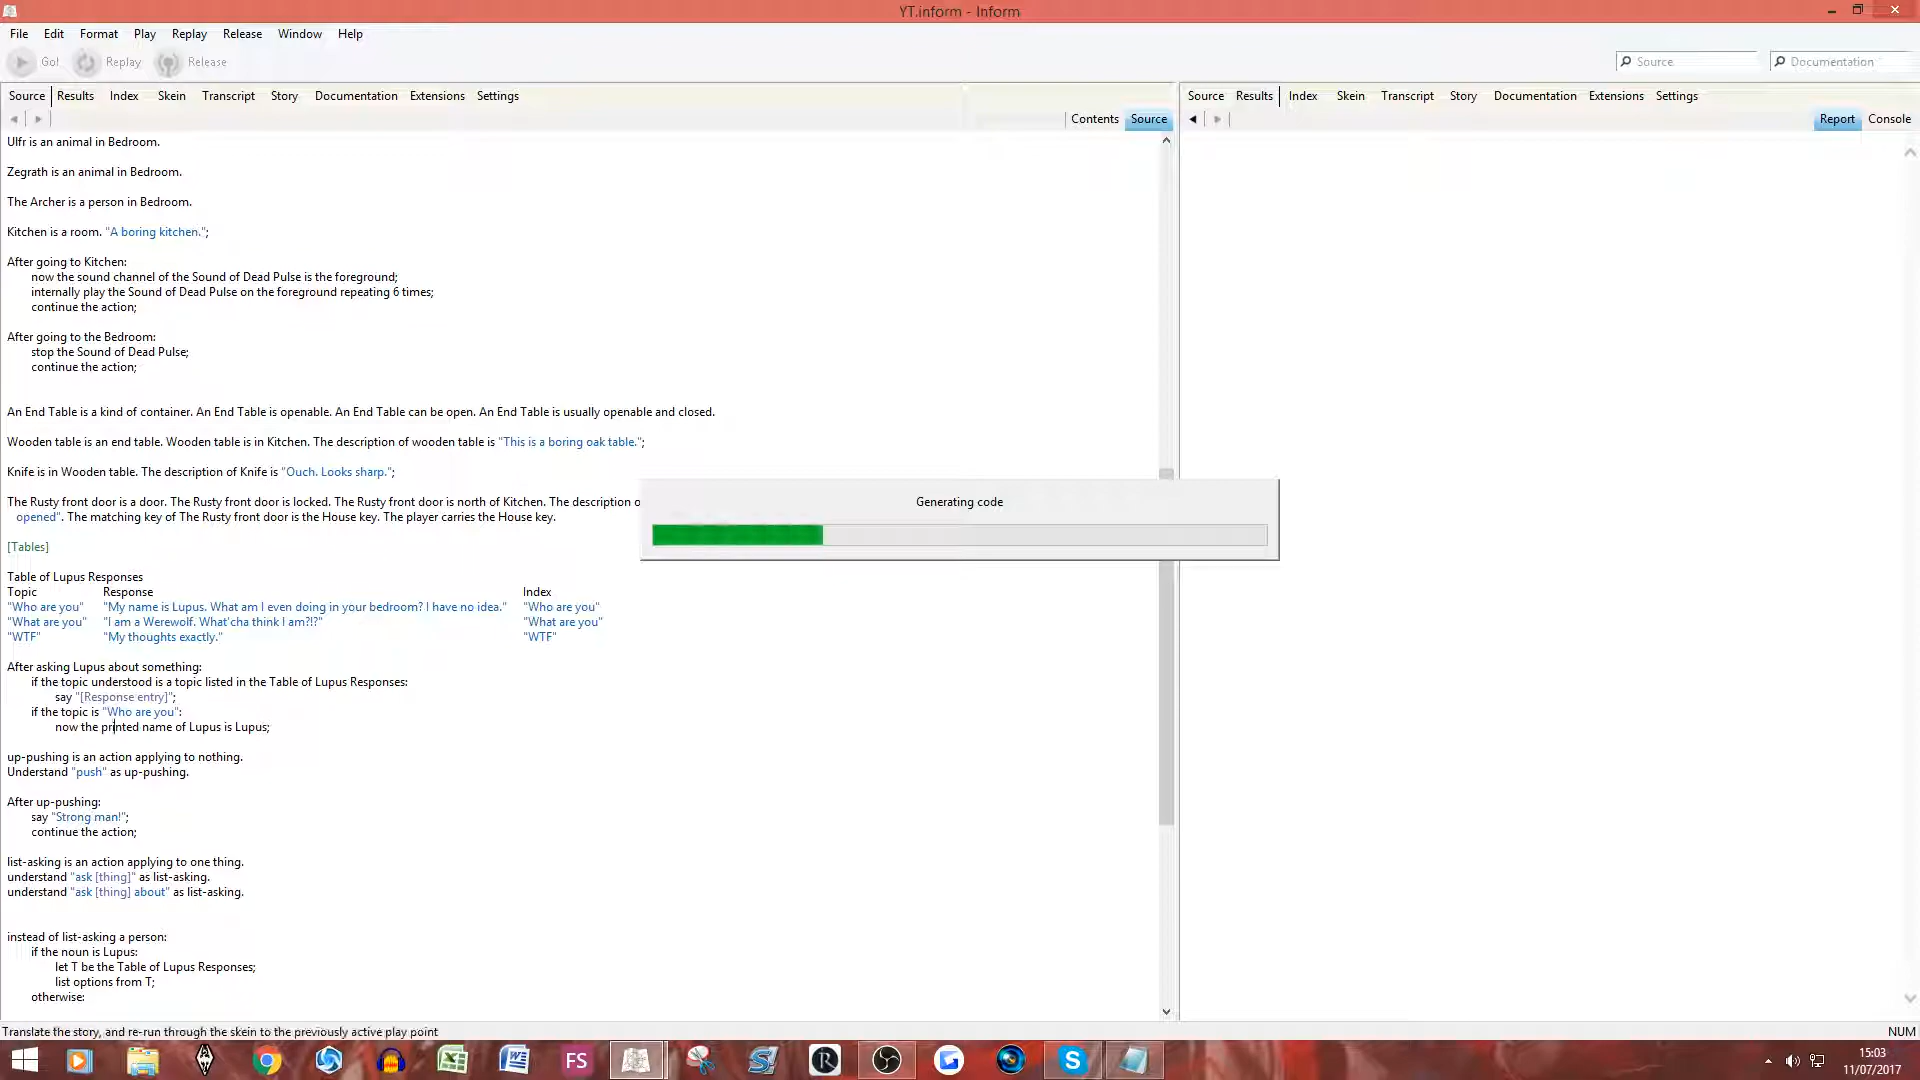 YT.inform - Inform
File Edit Format Play Replay Release Window Help
Go! Replay Release
Source Documentation
Source Results Index Skein Transcript Story Documentation Extensions Settings
Contents Source
Source Results Index Skein Transcript Story Documentation Extensions Settings
Report Console
Ulfr is an animal in Bedroom.
Zegrath is an animal in Bedroom.
The Archer is a person in Bedroom.
Kitchen is a room. "A boring kitchen.";
After going to Kitchen:
now the sound channel of the Sound of Dead Pulse is the foreground;
internally play the Sound of Dead Pulse on the foreground repeating 6 times;
continue the action;
After going to the Bedroom:
stop the Sound of Dead Pulse;
continue the action;
An End Table is a kind of container. An End Table is openable. An End Table can be open. An End Table is usually openable and closed.
Wooden table is an end table. Wooden table is in Kitchen. The description of wooden table is "This is a boring oak table.";
Knife is in Wooden table. The description of Knife is "Ouch. Looks sharp.";
The Rusty front door is a door. The Rusty front door is locked. The Rusty front door is north of Kitchen. The description o
opened". The matching key of The Rusty front door is the House key. The player carries the House key.
Generating code
[Tables]
Table of Lupus Responses
Topic Response Index
"Who are you" "My name is Lupus. What am I even doing in your bedroom? I have no idea." "Who are you"
"What are you" "I am a Werewolf. What'cha think I am?!?" "What are you"
"WTF" "My thoughts exactly." "WTF"
After asking Lupus about something:
if the topic understood is a topic listed in the Table of Lupus Responses:
say "[Response entry]";
if the topic is "Who are you":
now the printed name of Lupus is Lupus;
up-pushing is an action applying to nothing.
Understand "push" as up-pushing.
After up-pushing:
say "Strong man!";
continue the action;
list-asking is an action applying to one thing.
understand "ask [thing]" as list-asking.
understand "ask [thing] about" as list-asking.
instead of list-asking a person:
if the noun is Lupus:
let T be the Table of Lupus Responses;
list options from T;
otherwise:
Translate the story, and re-run through the skein to the previously active play point
NUM
FS
15:03
11/07/2017